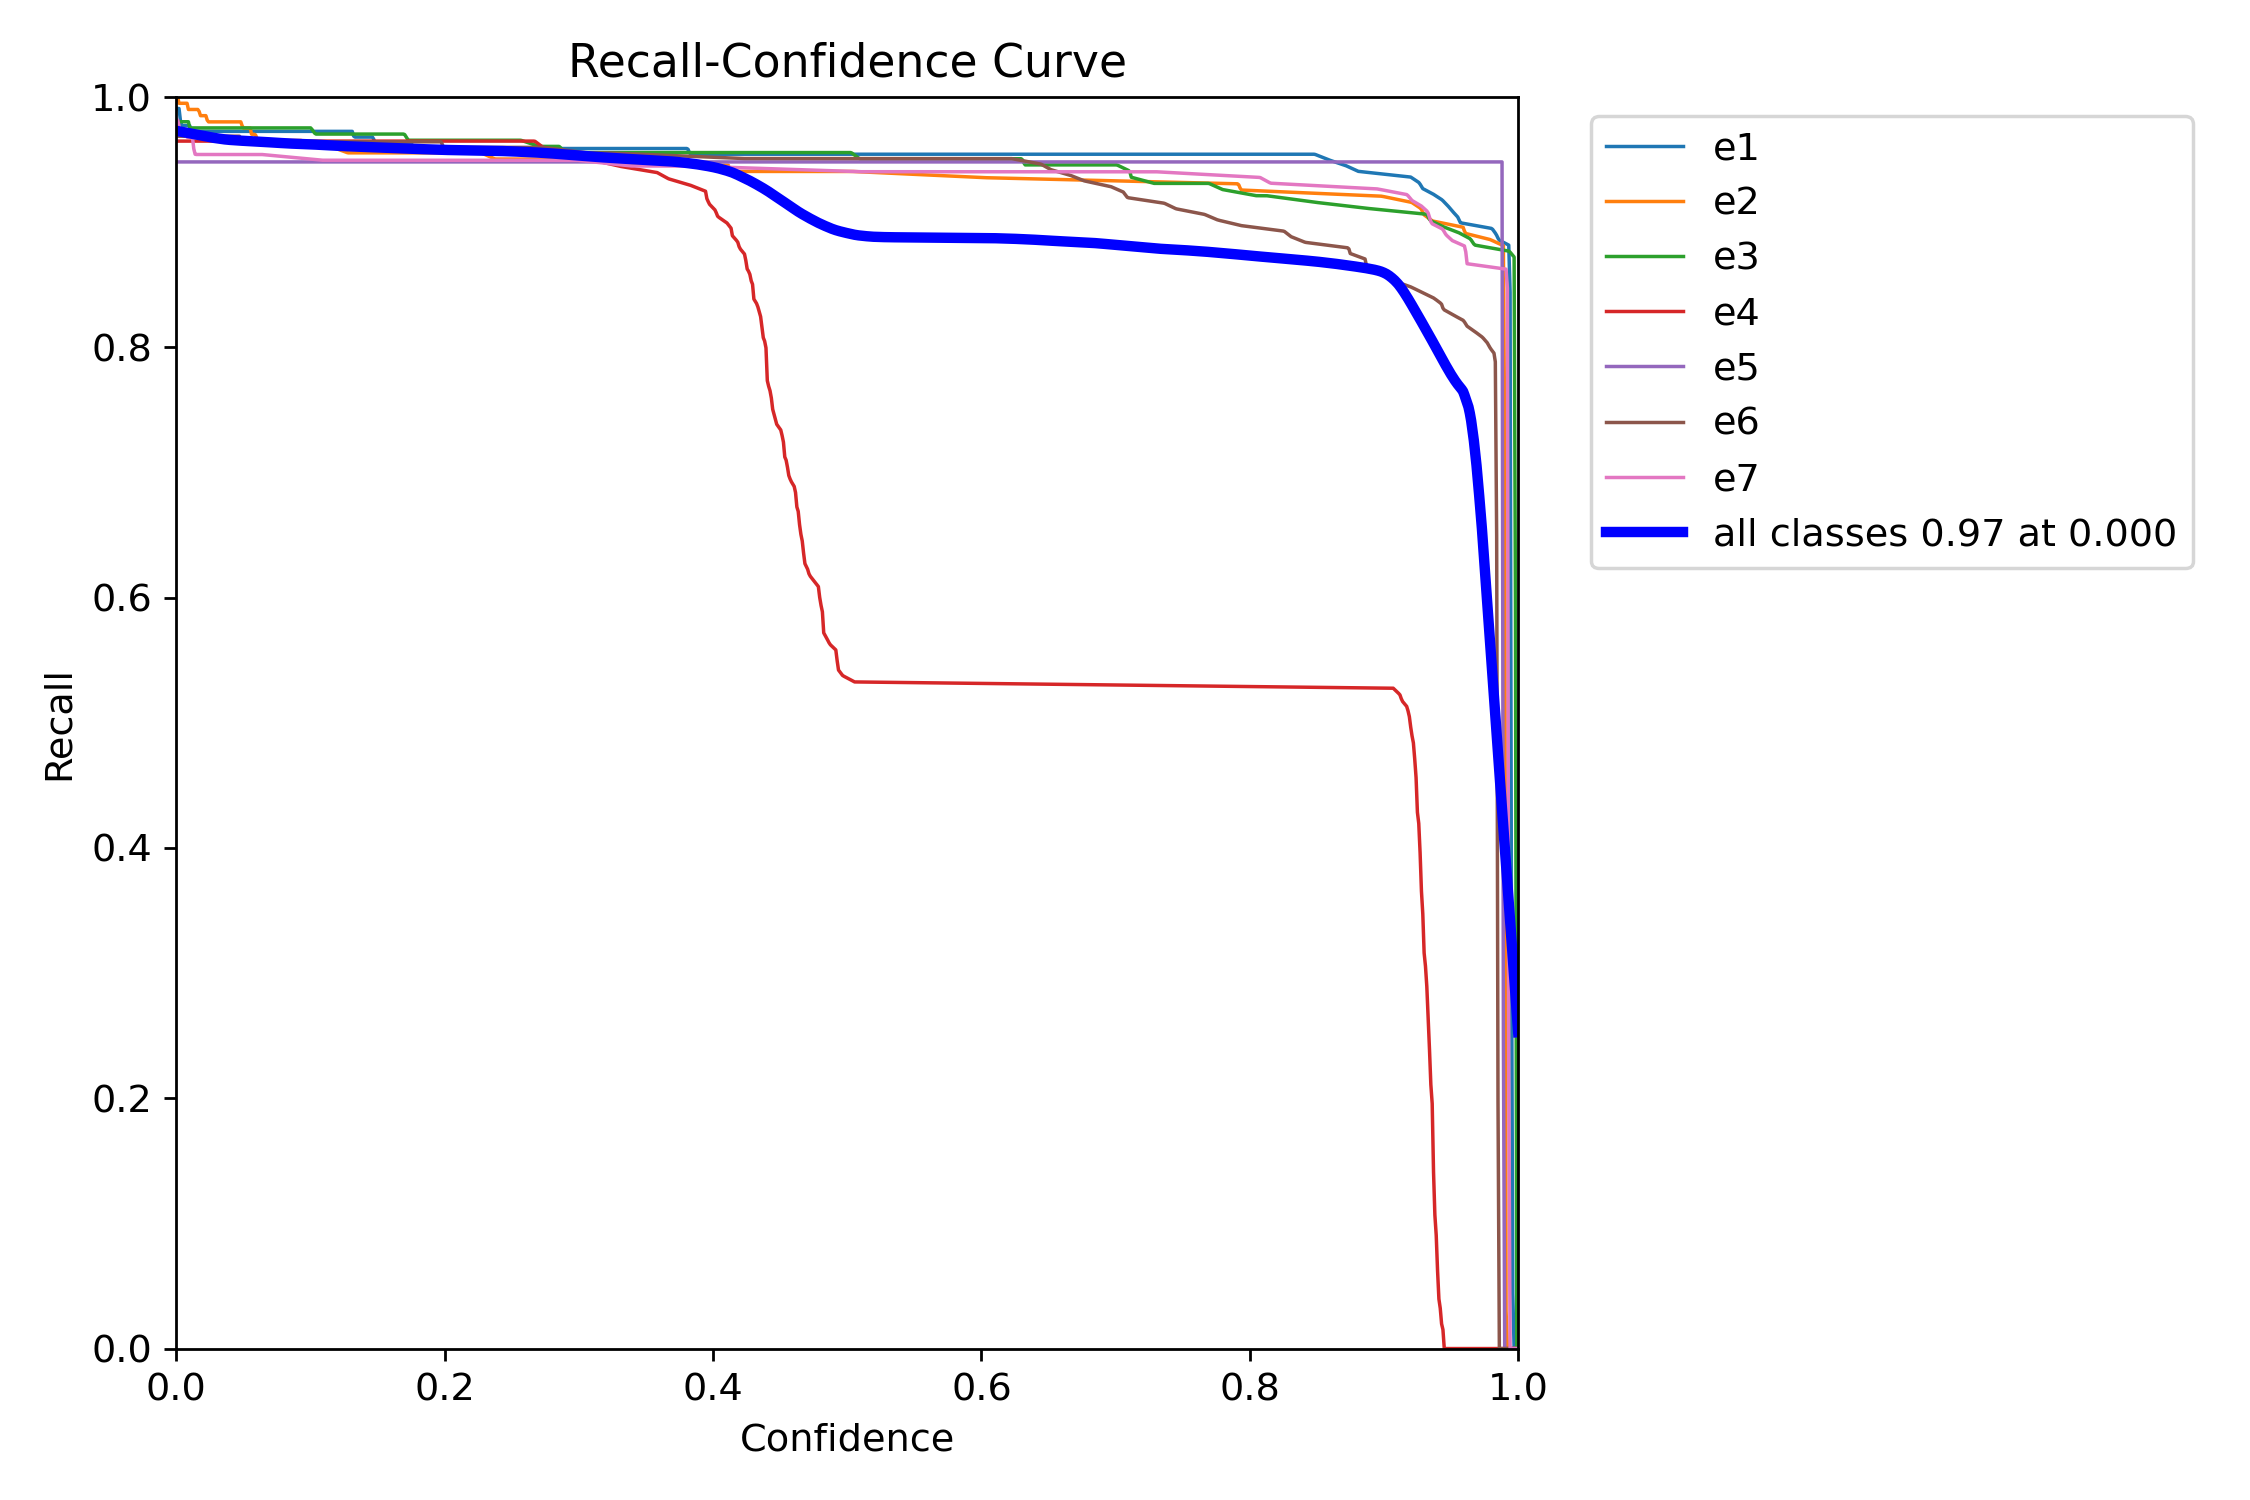 Recall-Confidence Curve
1.0
0.8
0.6
0.4
0.2
0.0
Recall
0.0 0.2 0.4 0.6 0.8 1.0
Confidence
e1
e2
e3
e4
e5
e6
e7
all classes 0.97 at 0.000